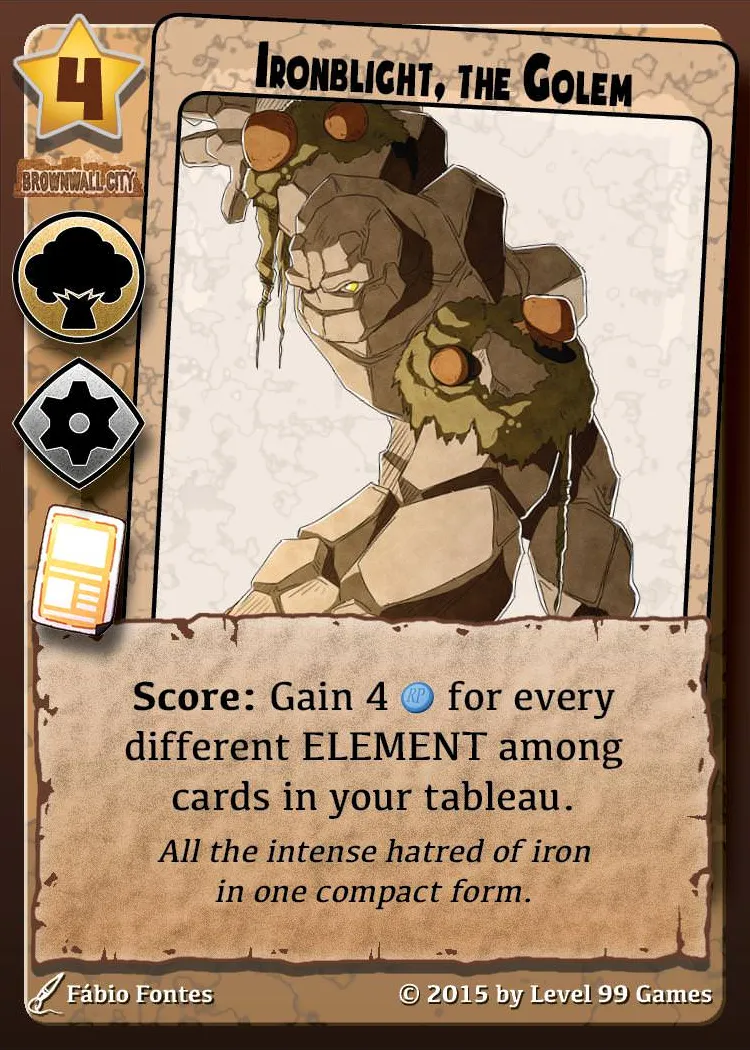 4
Ironblight, the Golem
BROWNWALL CITY
Score: Gain 4 RP for every
different ELEMENT among
cards in your tableau.
All the intense hatred of iron
in one compact form.
Fábio Fontes
© 2015 by Level 99 Games